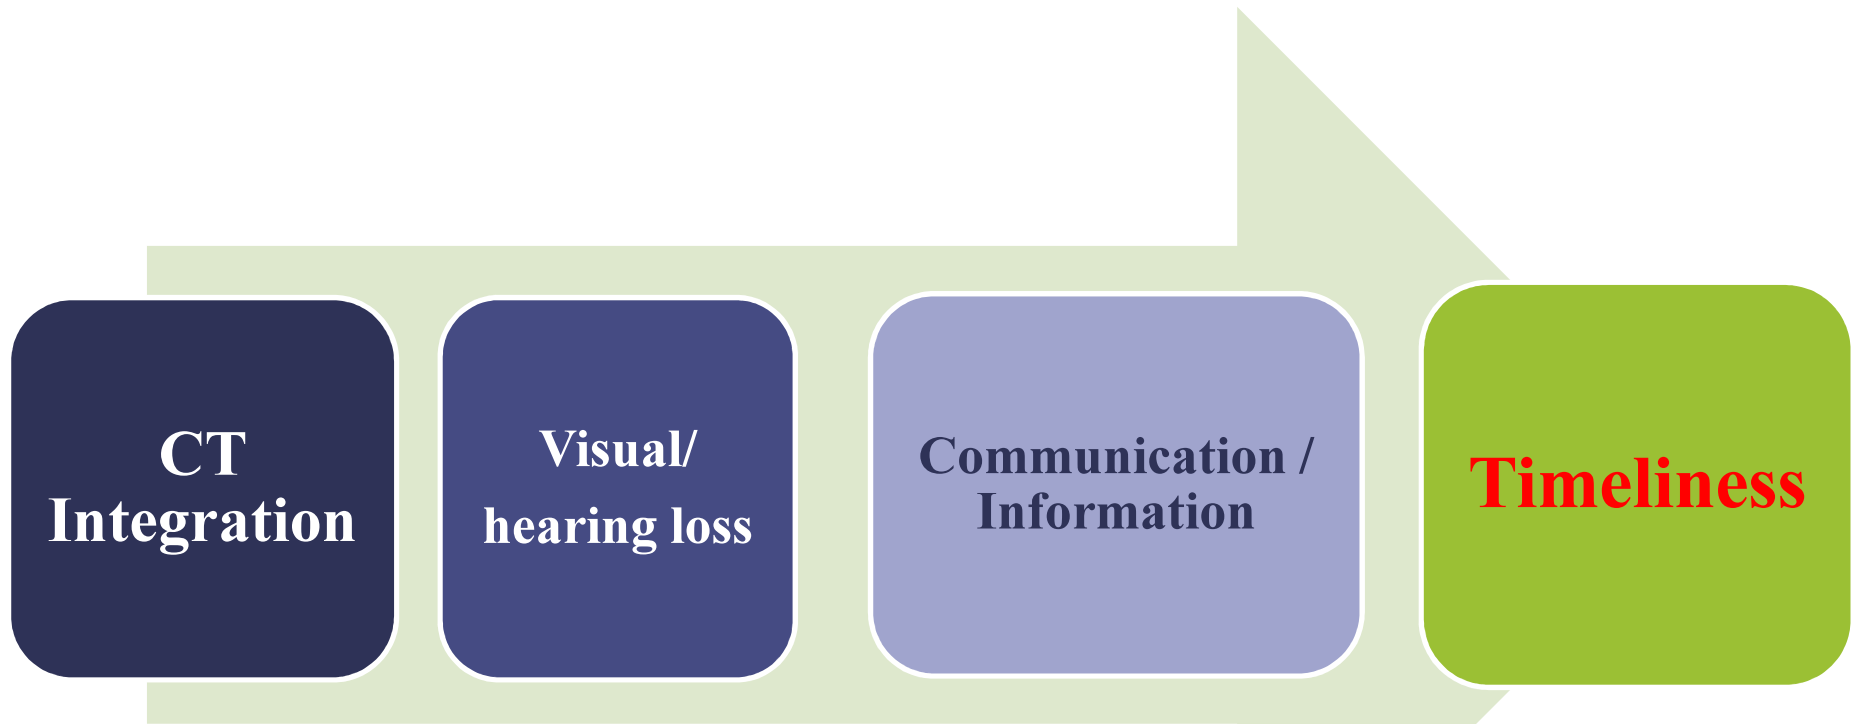 CT
Integration
Visual/
hearing loss
Communication /
Information
Timeliness